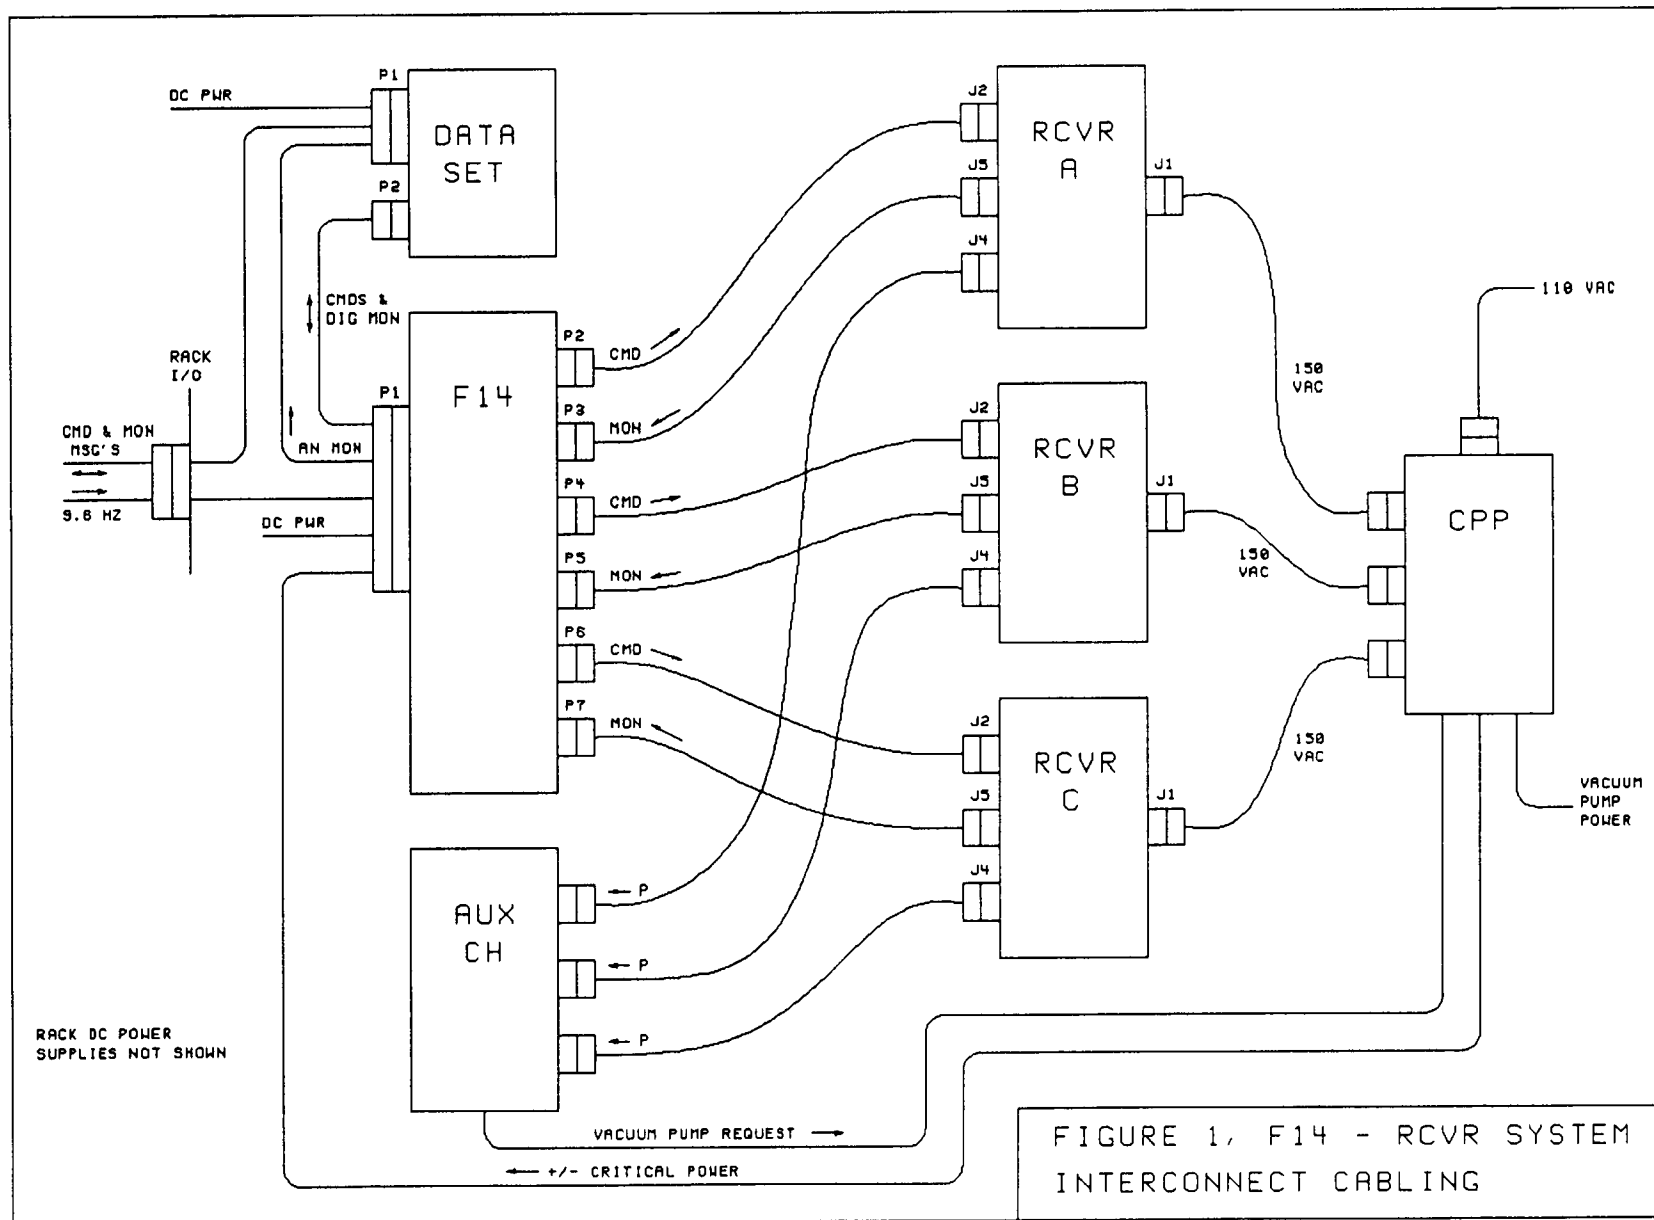 P1
DC PWR
DATA
SET
P2
CMDS &
DIG MON
RACK
I/O
P1
F14
CMD & MON
MSG'S
AN MON
9.6 HZ
DC PWR
P2
CMD
P3
MON
P4
CMD
P5
MON
P6
CMD
P7
MON
AUX
CH
P
P
P
J2
RCVR
A
J5
J1
J4
J2
RCVR
B
J5
J1
J4
J2
RCVR
C
J5
J1
J4
150
VAC
150
VAC
150
VAC
110 VAC
CPP
VACUUM
PUMP
POWER
RACK DC POWER
SUPPLIES NOT SHOWN
VACUUM PUMP REQUEST
+/- CRITICAL POWER
FIGURE 1, F14 - RCVR SYSTEM
INTERCONNECT CABLING